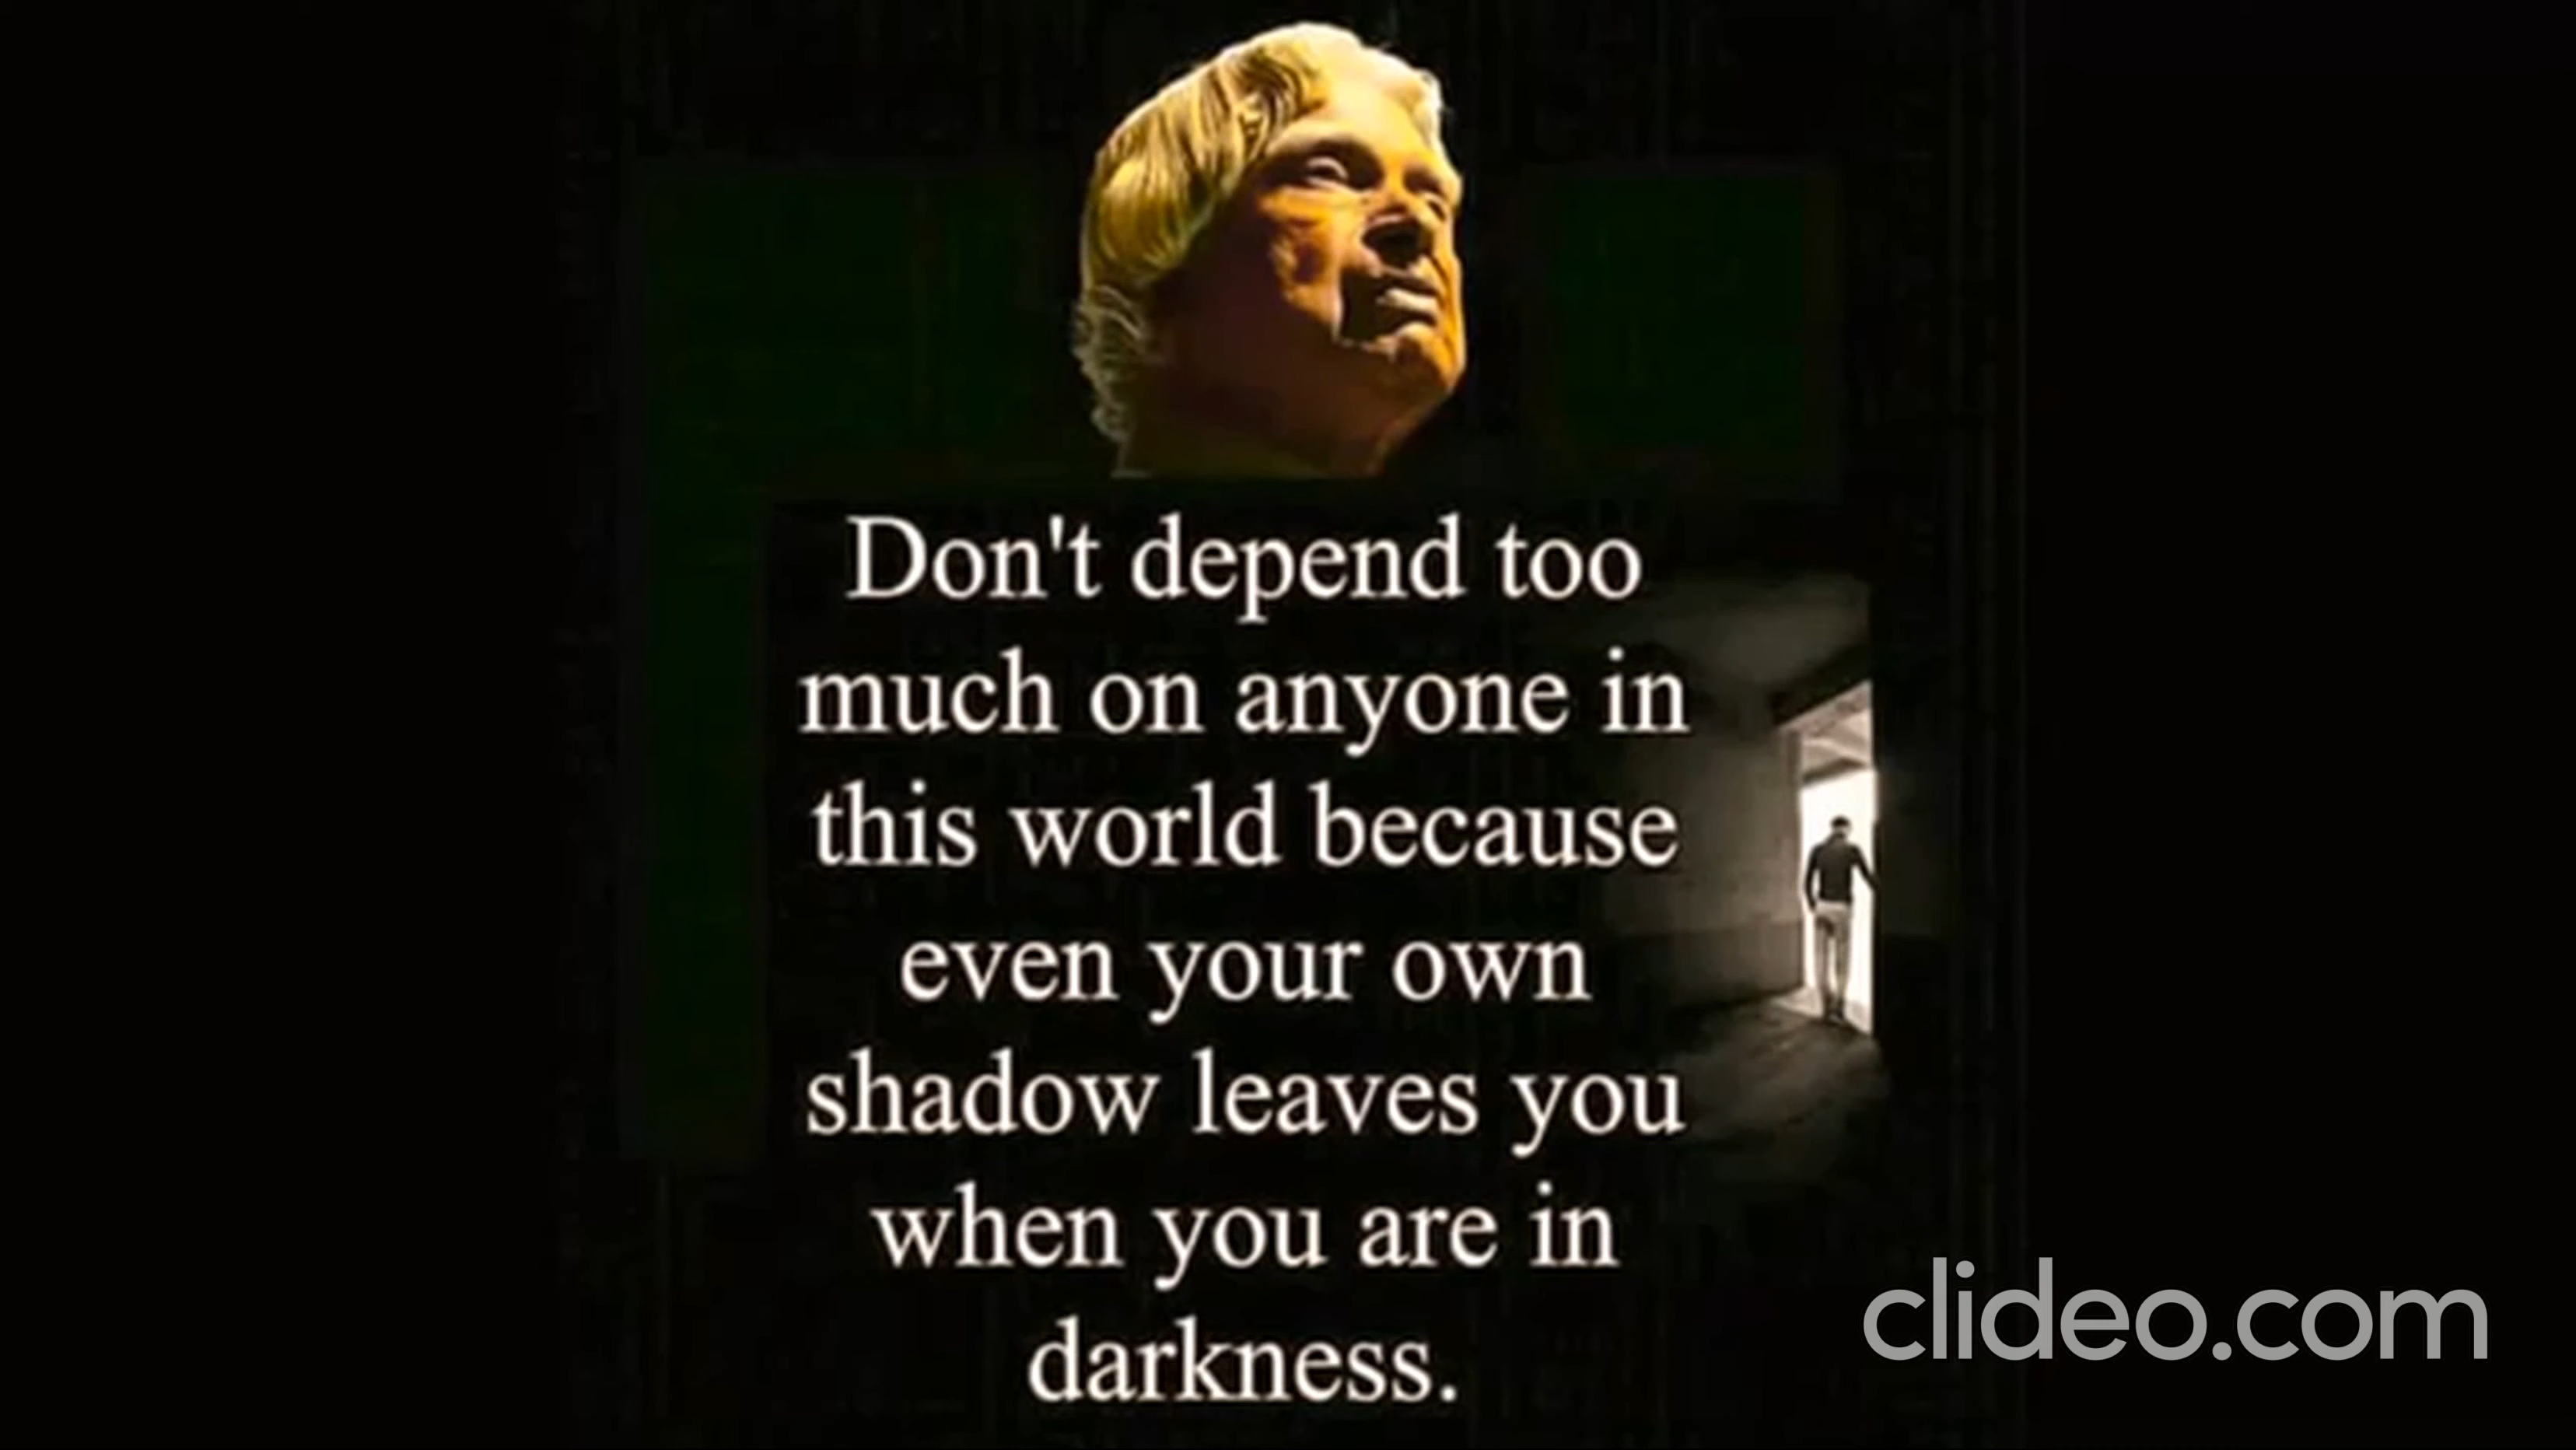 Don't depend too
much on anyone in
this world because
even your own
shadow leaves you
when you are in
darkness.
clideo.com